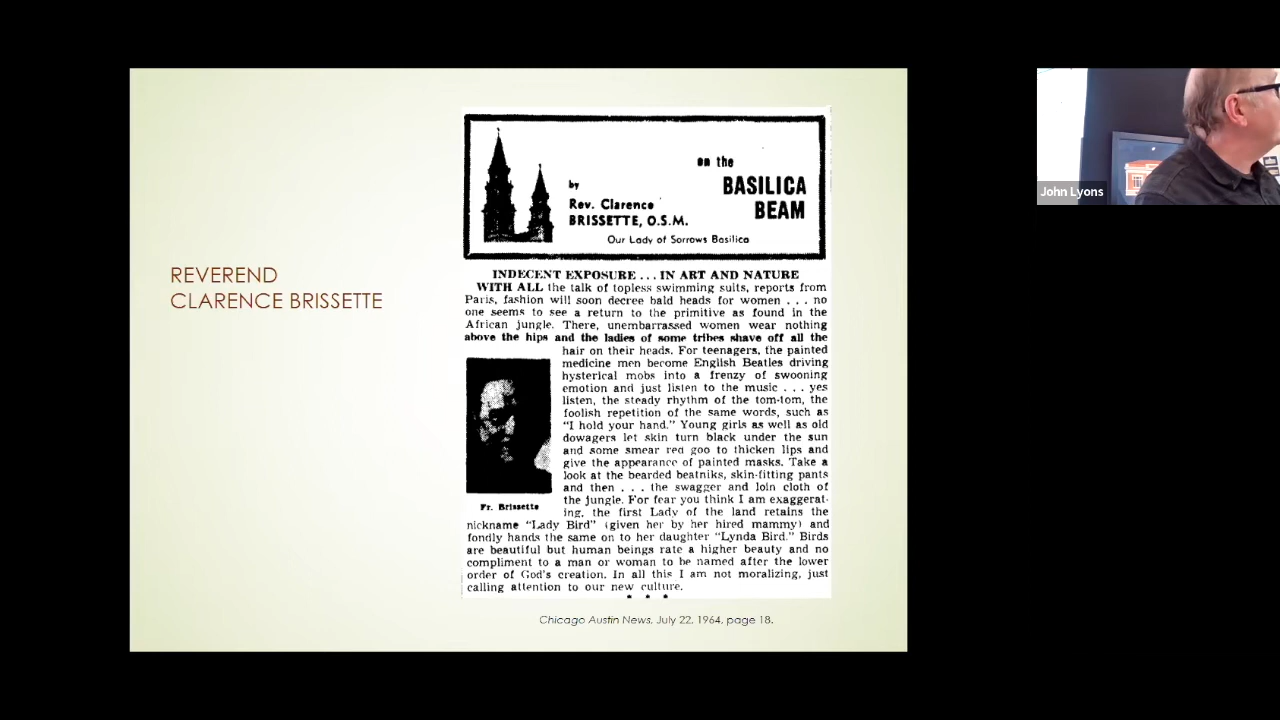 REVEREND
CLARENCE BRISSETTE
on the
BASILICA
BEAM
by
Rev. Clarence
BRISSETTE, O.S.M.
Our Lady of Sorrows Basilica
INDECENT EXPOSURE . . . IN ART AND NATURE
WITH ALL the talk of topless swimming suits, reports from
Paris, fashion will soon decree bald heads for women . . . no
one seems to see a return to the primitive as found in the
African jungle. There, unembarrassed women wear nothing
above the hips and the ladies of some tribes shave off all the
hair on their heads. For teenagers, the painted
medicine men become English Beatles driving
hysterical mobs into a frenzy of swooning
emotion and just listen to the music . . . yes
listen, the steady rhythm of the tom-tom, the
foolish repetition of the same words, such as
"I hold your hand." Young girls as well as old
dowagers let skin turn black under the sun
and some smear red goo to thicken lips and
give the appearance of painted masks. Take a
look at the bearded beatniks, skin-fitting pants
and then . . . the swagger and loin cloth of
the jungle. For fear you think I am exaggerat-
ing, the first Lady of the land retains the
nickname "Lady Bird" (given her by her hired mammy) and
fondly hands the same on to her daughter "Lynda Bird." Birds
are beautiful but human beings rate a higher beauty and no
compliment to a man or woman to be named after the lower
order of God's creation. In all this I am not moralizing, just
calling attention to our new culture.
* * *
Fr. Brissette
Chicago Austin News, July 22, 1964, page 18.
John Lyons